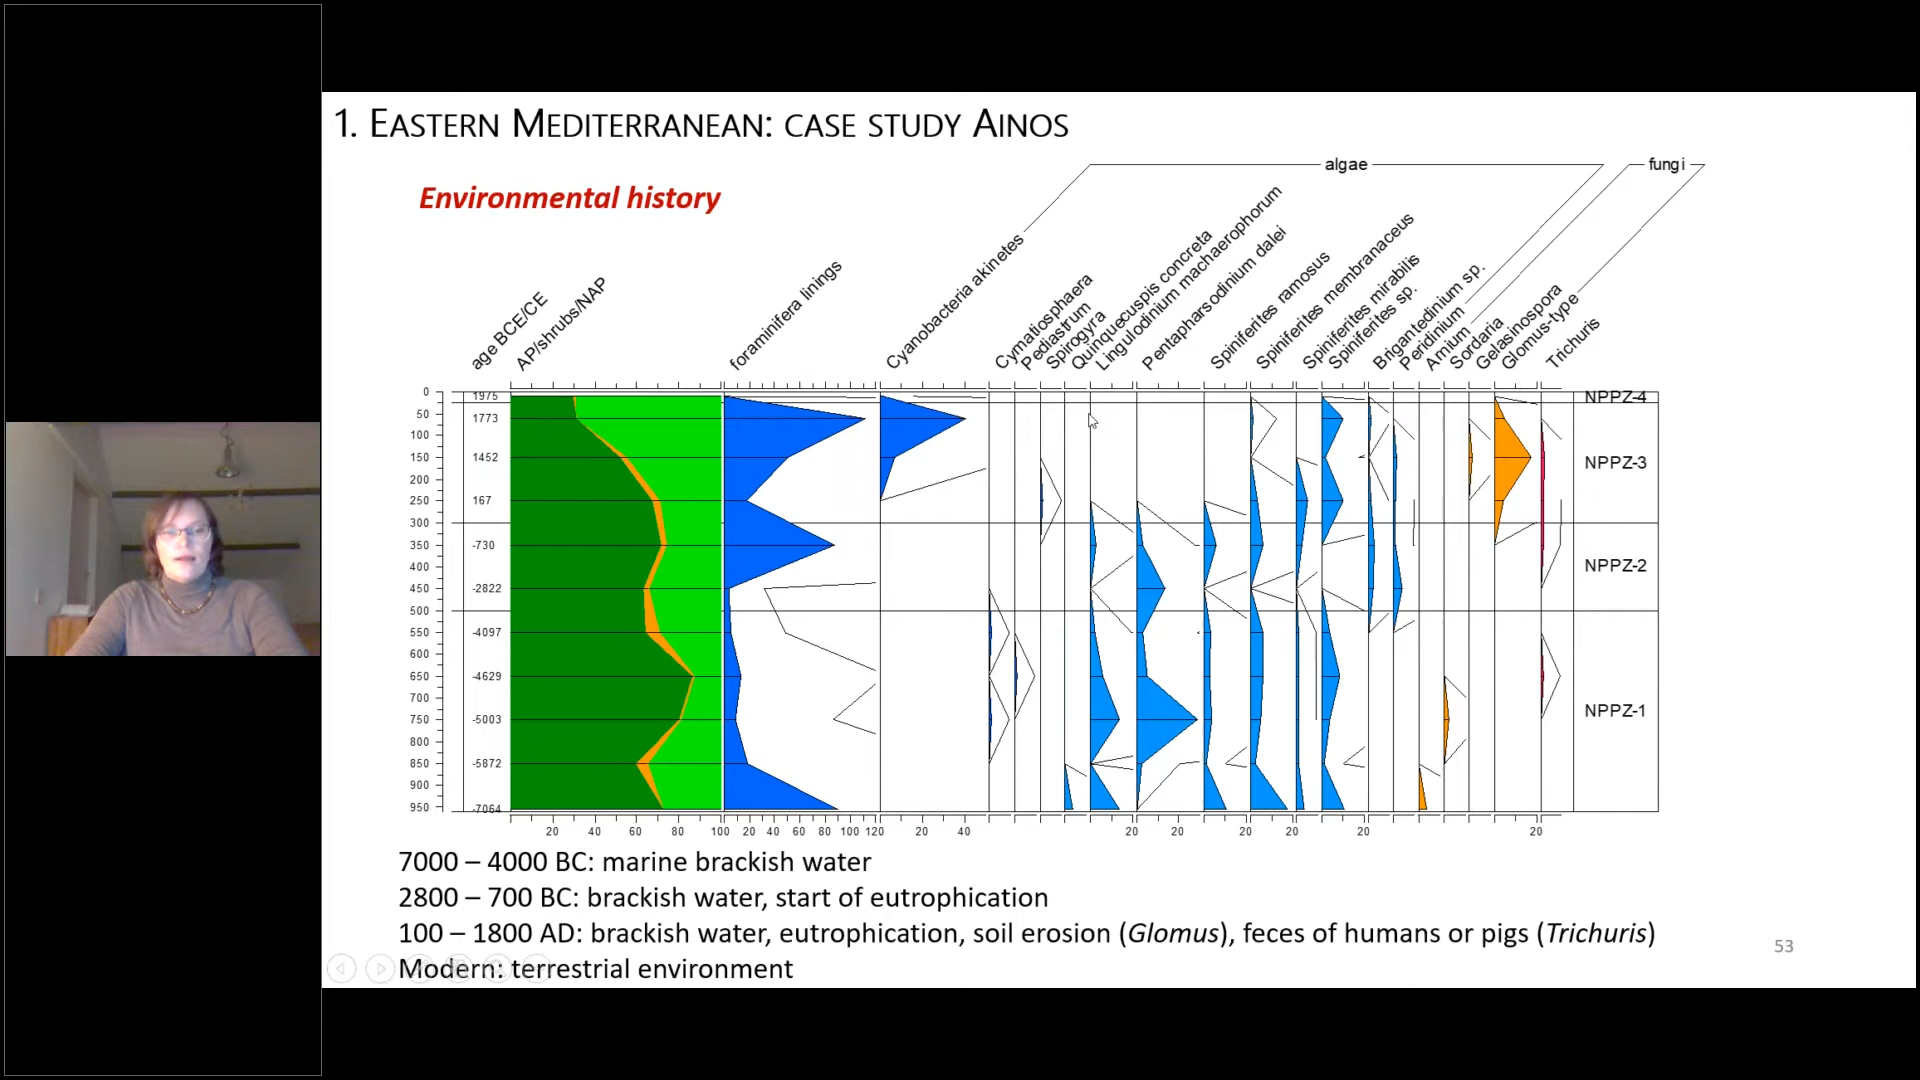 1. EASTERN MEDITERRANEAN: CASE STUDY AINOS
Environmental history
algae
fungi
age BCE/CE
AP/shrubs/NAP
foraminifera linings
Cyanobacteria akinetes
Cymatiosphaera
Pediastrum
Spirogyra
Quinquecuspis concreta
Lingulodinium machaerophorum
Pentapharsodinium dalei
Spiniferites ramosus
Spiniferites membranaceus
Spiniferites mirabilis
Spiniferites sp.
Brigantedinium sp.
Peridinium
Arnium
Sordaria
Gelasinospora
Glomus-type
Trichuris
0
1975
NPPZ-4
50
1773
100
150
1452
NPPZ-3
200
250
167
300
350
-730
400
NPPZ-2
450
-2822
500
550
-4097
600
650
-4629
700
NPPZ-1
750
-5003
800
850
-5872
900
950
-7064
20 40 60 80 100 20 40 60 80 100 120 20 40 20 20 20 20 20 20
7000 – 4000 BC: marine brackish water
2800 – 700 BC: brackish water, start of eutrophication
100 – 1800 AD: brackish water, eutrophication, soil erosion (Glomus), feces of humans or pigs (Trichuris)
53
Modern: terrestrial environment